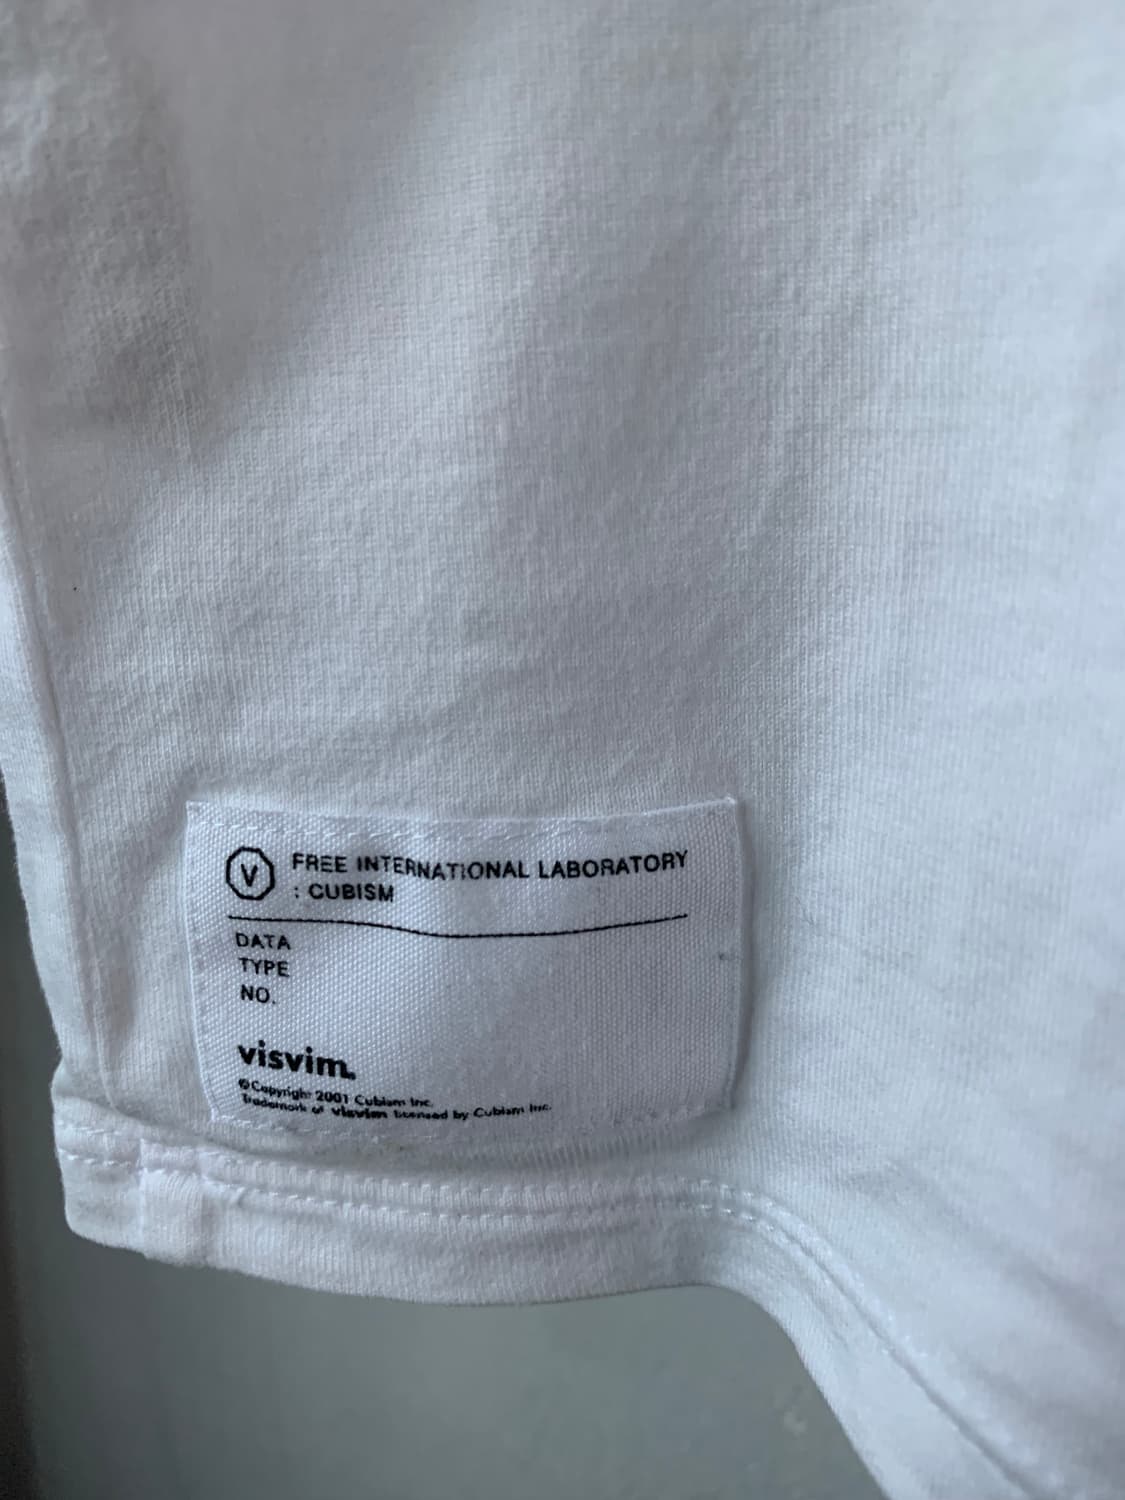 V FREE INTERNATIONAL LABORATORY
: CUBISM
DATA
TYPE
NO.
visvim.
©Copyright 2001 Cubism Inc.
Trademark of visvim licensed by Cubism Inc.